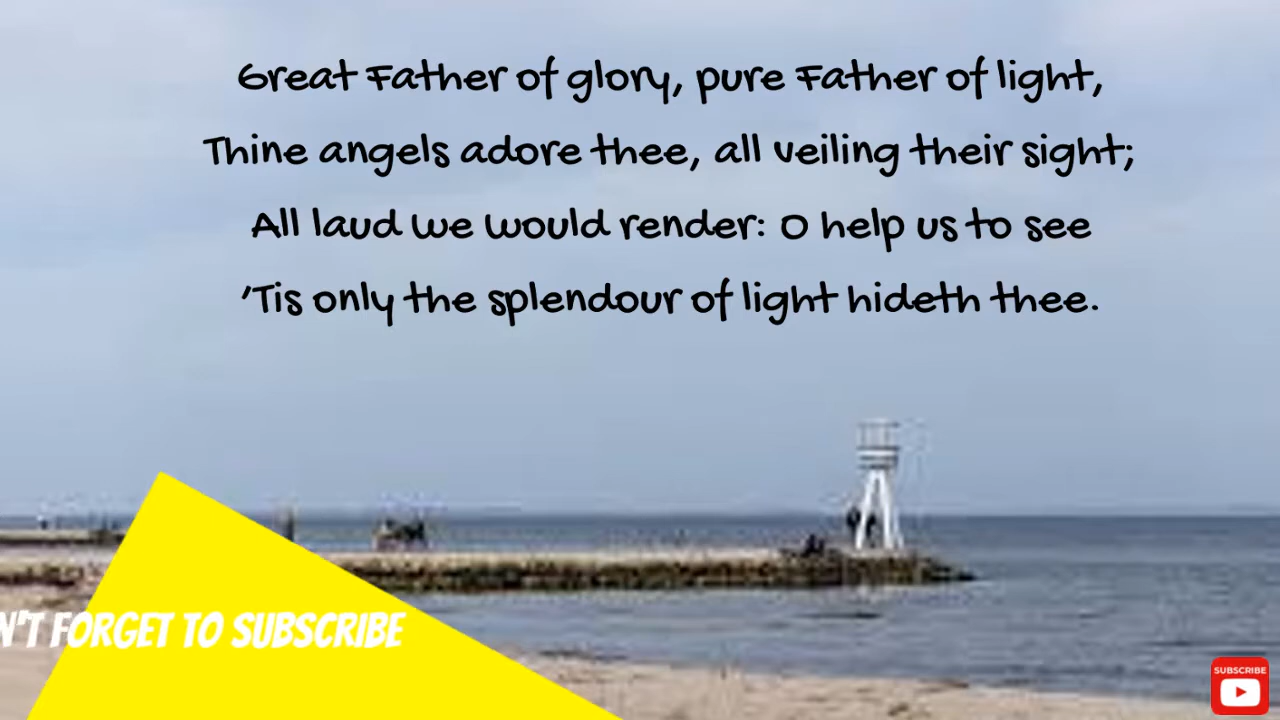 Great Father of glory, pure Father of light,
Thine angels adore thee, all veiling their sight;
All laud we would render: O help us to see
'Tis only the splendour of light hideth thee.
N'T FORGET TO SUBSCRIBE
SUBSCRIBE